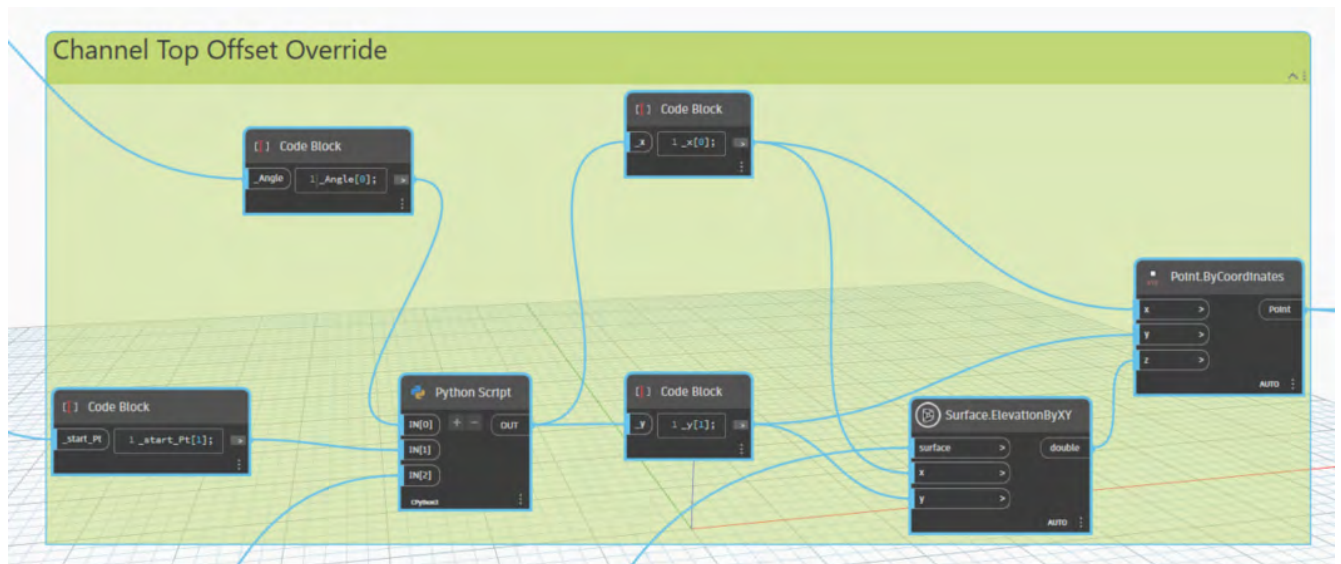 Channel Top Offset Override
Code Block
_Angle
1 _Angle[0];
>
Code Block
_x
1 _x[0];
>
Code Block
_start_Pt
1 _start_Pt[1];
>
Python Script
IN[0]
+ -
OUT
IN[1]
IN[2]
CPython3
Code Block
_y
1 _y[1];
>
Surface.ElevationByXY
surface >
double
x >
y >
AUTO
Point.ByCoordinates
x >
Point
y >
z >
AUTO